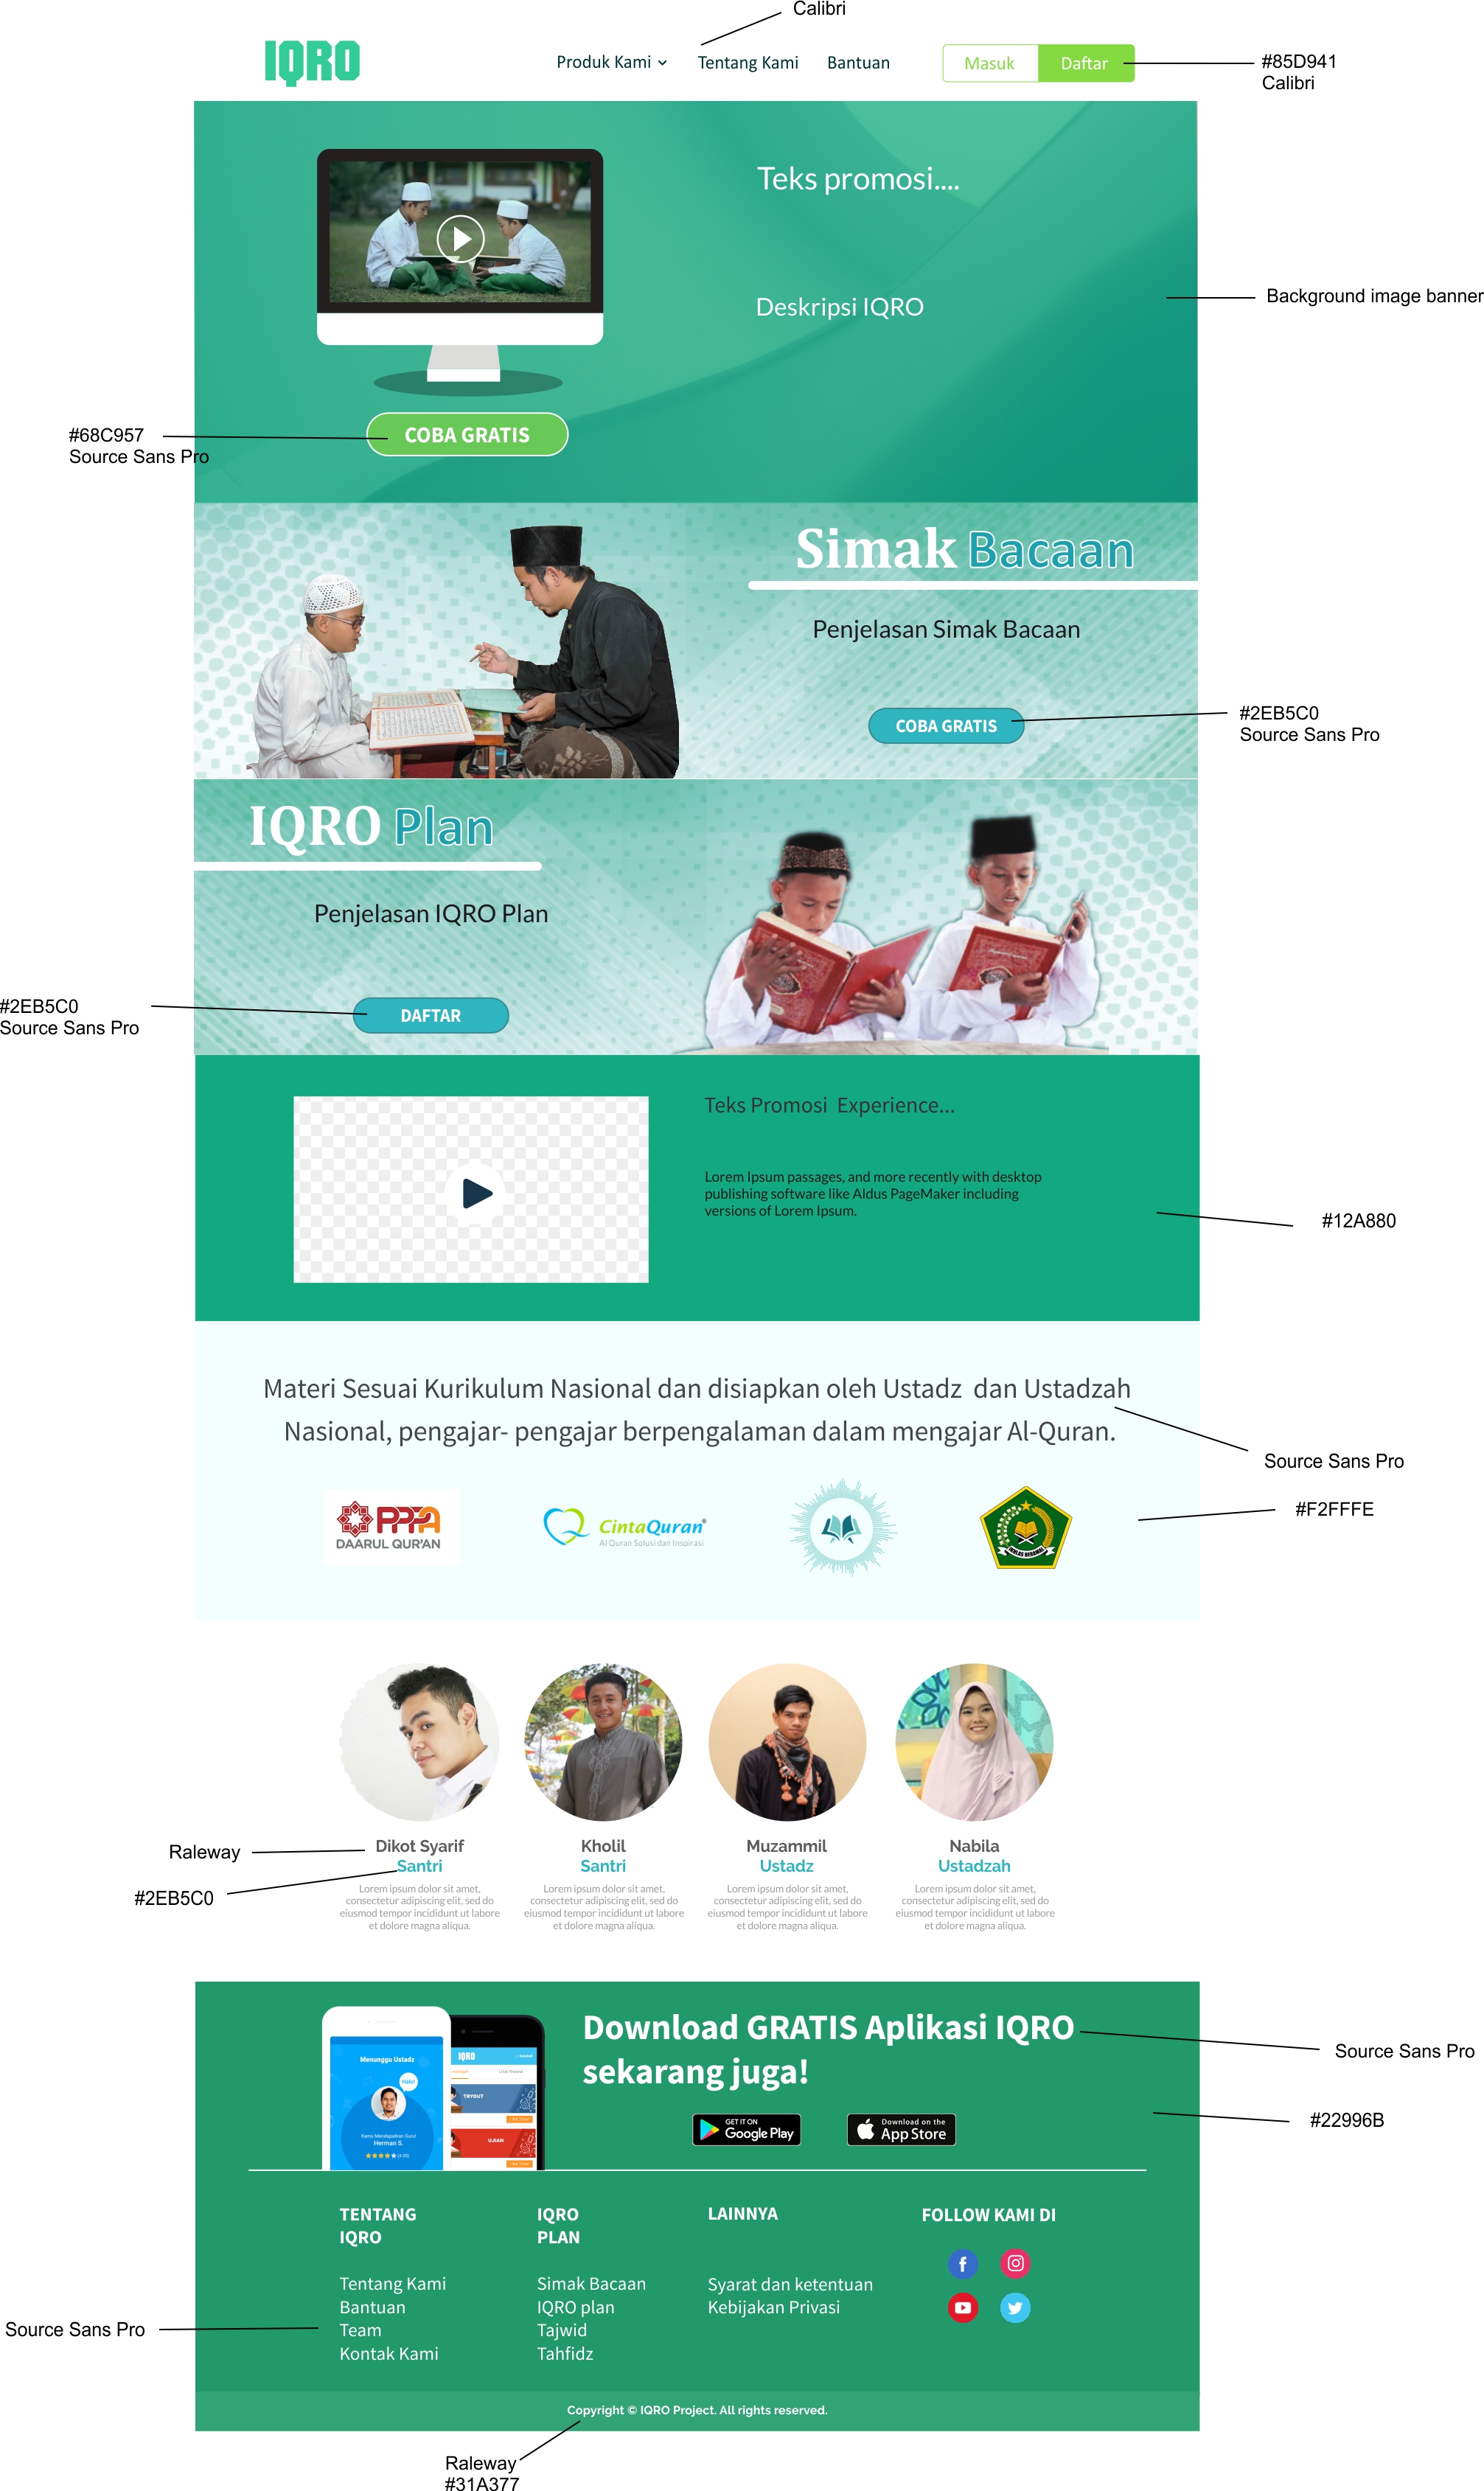 Calibri
IQRO
Produk Kami
Tentang Kami
Bantuan
Masuk
Daftar
#85D941
Calibri
Teks promosi....
Deskripsi IQRO
Background image banner
#68C957
Source Sans Pro
COBA GRATIS
Simak Bacaan
Penjelasan Simak Bacaan
COBA GRATIS
#2EB5C0
Source Sans Pro
IQRO Plan
Penjelasan IQRO Plan
#2EB5C0
Source Sans Pro
DAFTAR
Teks Promosi Experience...
Lorem Ipsum passages, and more recently with desktop
publishing software like Aldus PageMaker including
versions of Lorem Ipsum.
#12A880
Materi Sesuai Kurikulum Nasional dan disiapkan oleh Ustadz dan Ustadzah
Nasional, pengajar- pengajar berpengalaman dalam mengajar Al-Quran.
Source Sans Pro
#F2FFFE
PPPA
DAARUL QUR'AN
CintaQuran®
Al Quran Solusi dan Inspirasi
IKHLAS BERAMAL
Raleway
#2EB5C0
Dikot Syarif
Santri
Lorem ipsum dolor sit amet,
consectetur adipiscing elit, sed do
eiusmod tempor incididunt ut labore
et dolore magna aliqua.
Kholil
Santri
Lorem ipsum dolor sit amet,
consectetur adipiscing elit, sed do
eiusmod tempor incididunt ut labore
et dolore magna aliqua.
Muzammil
Ustadz
Lorem ipsum dolor sit amet,
consectetur adipiscing elit, sed do
eiusmod tempor incididunt ut labore
et dolore magna aliqua.
Nabila
Ustadzah
Lorem ipsum dolor sit amet,
consectetur adipiscing elit, sed do
eiusmod tempor incididunt ut labore
et dolore magna aliqua.
Menunggu Ustadz
Halo!
Kamu Mendapatkan Guru!
Herman S.
IQRO
TRYOUT
UJIAN
Download GRATIS Aplikasi IQRO
sekarang juga!
Source Sans Pro
GET IT ON
Google Play
Download on the
App Store
#22996B
TENTANG
IQRO
Tentang Kami
Bantuan
Team
Kontak Kami
IQRO
PLAN
Simak Bacaan
IQRO plan
Tajwid
Tahfidz
LAINNYA
Syarat dan ketentuan
Kebijakan Privasi
FOLLOW KAMI DI
Source Sans Pro
Copyright © IQRO Project. All rights reserved.
Raleway
#31A377